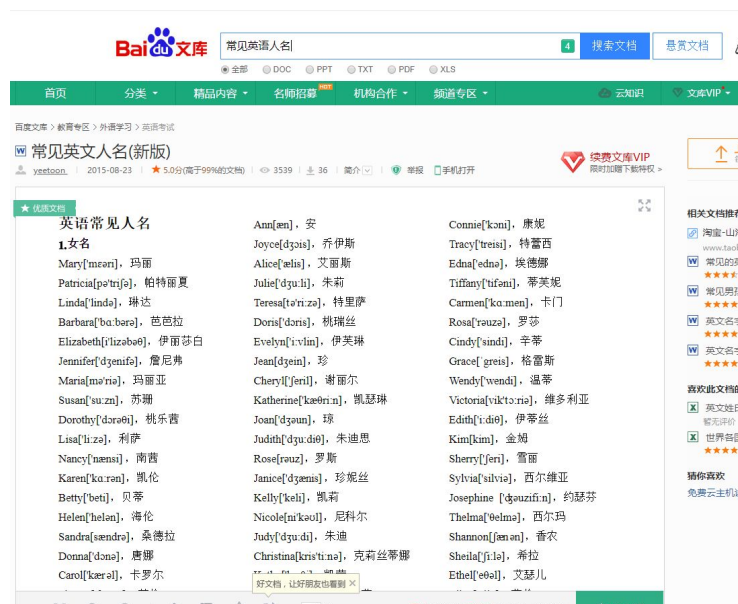 Bai du 文库
常见英语人名
4
搜索文档
悬赏文档
全部 DOC PPT TXT PDF XLS
首页 分类 精品内容 名师招募 HOT 机构合作 频道专区 云知识 文库VIP
百度文库 > 教育专区 > 外语学习 > 英语考试
W 常见英文人名(新版)
yeetoon | 2015-08-23 | 5.0分(高于99%的文档) | 3539 | 36 | 简介 | 举报 手机打开
续费文库VIP
限时加赠下载特权 >
优质文档
英语常见人名
1.女名
Mary['mɛəri]，玛丽
Patricia[pə'triʃə]，帕特丽夏
Linda['lində]，琳达
Barbara['bɑ:bərə]，芭芭拉
Elizabeth[i'lizəbəθ]，伊丽莎白
Jennifer['dʒenifə]，詹尼弗
Maria[mə'riə]，玛丽亚
Susan['su:zn]，苏珊
Dorothy['dɔrəθi]，桃乐茜
Lisa['li:zə]，利萨
Nancy['nænsi]，南茜
Karen['kɑ:rən]，凯伦
Betty['beti]，贝蒂
Helen['helən]，海伦
Sandra[sændrə]，桑德拉
Donna['dɔnə]，唐娜
Carol['kærəl]，卡罗尔
Ann[æn]，安
Joyce[dʒɔis]，乔伊斯
Alice['ælis]，艾丽斯
Julie['dʒu:li]，朱莉
Teresa[tə'ri:zə]，特里萨
Doris['dɔris]，桃瑞丝
Evelyn['i:vlin]，伊芙琳
Jean[dʒein]，珍
Cheryl['ʃeril]，谢丽尔
Katherine['kæθri:n]，凯瑟琳
Joan['dʒəun]，琼
Judith['dʒu:diθ]，朱迪思
Rose[rəuz]，罗斯
Janice['dʒænis]，珍妮丝
Kelly['keli]，凯莉
Nicole[ni'kəʊl]，尼科尔
Judy['dʒu:di]，朱迪
Christina[kris'ti:nə]，克莉丝蒂娜
好文档，让好朋友也看到 ×
Connie['kɔni]，康妮
Tracy['treisi]，特蕾西
Edna['ednə]，埃德娜
Tiffany['tifəni]，蒂芙妮
Carmen['kɑ:men]，卡门
Rosa['rəuzə]，罗莎
Cindy['sindi]，辛蒂
Grace[ˈgreis]，格雷斯
Wendy['wendi]，温蒂
Victoria[vik'tɔ:riə]，维多利亚
Edith['i:diθ]，伊蒂丝
Kim[kim]，金姆
Sherry['ʃeri]，雪丽
Sylvia['silviə]，西尔维亚
Josephine ['ʤəuzifi:n]，约瑟芬
Thelma['θelmə]，西尔玛
Shannon[ʃænən]，香农
Sheila['ʃi:lə]，希拉
Ethel['eθəl]，艾瑟儿
相关文档推荐
淘宝-山
www.taob
W 常见的英
W 常见男孩
W 英文名字
W 英文名字
喜欢此文档的
X 英文姓氏
暂无评价
X 世界各国
猜你喜欢
免费云主机